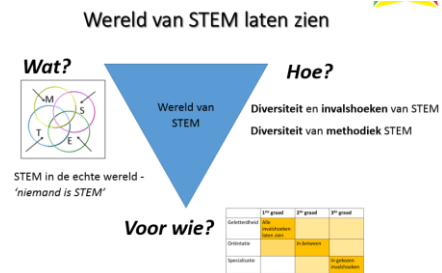 Wereld van STEM laten zien
Wat?
Hoe?
M
S
T
E
Wereld van
STEM
Diversiteit en invalshoeken van STEM
Diversiteit van methodiek STEM
STEM in de echte wereld -
‘niemand is STEM’
Voor wie?
1ste graad 2de graad 3de graad
Geletterdheid Alle
invalshoeken
laten zien
Oriëntatie In
Specialisatie In gekozen
invalshoeken